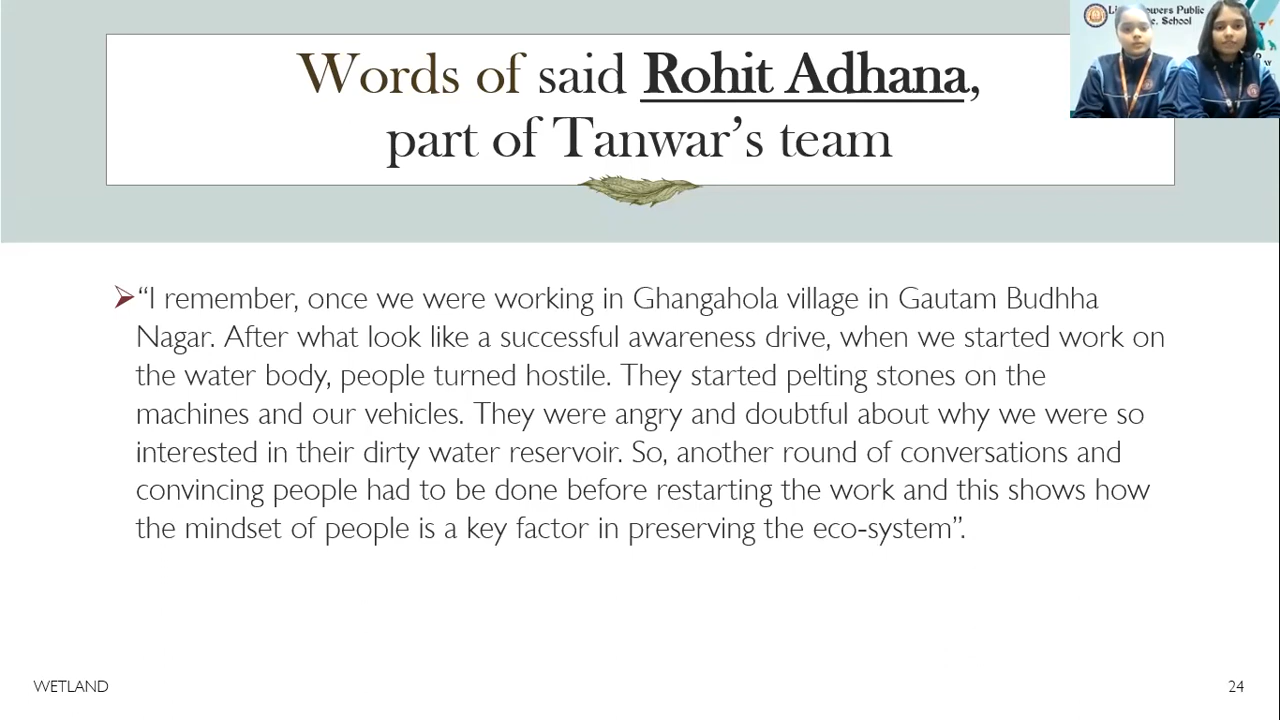 Words of said Rohit Adhana,
part of Tanwar’s team
Powers Public
School
“I remember, once we were working in Ghangahola village in Gautam Budhha
Nagar. After what look like a successful awareness drive, when we started work on
the water body, people turned hostile. They started pelting stones on the
machines and our vehicles. They were angry and doubtful about why we were so
interested in their dirty water reservoir. So, another round of conversations and
convincing people had to be done before restarting the work and this shows how
the mindset of people is a key factor in preserving the eco-system”.
WETLAND
24